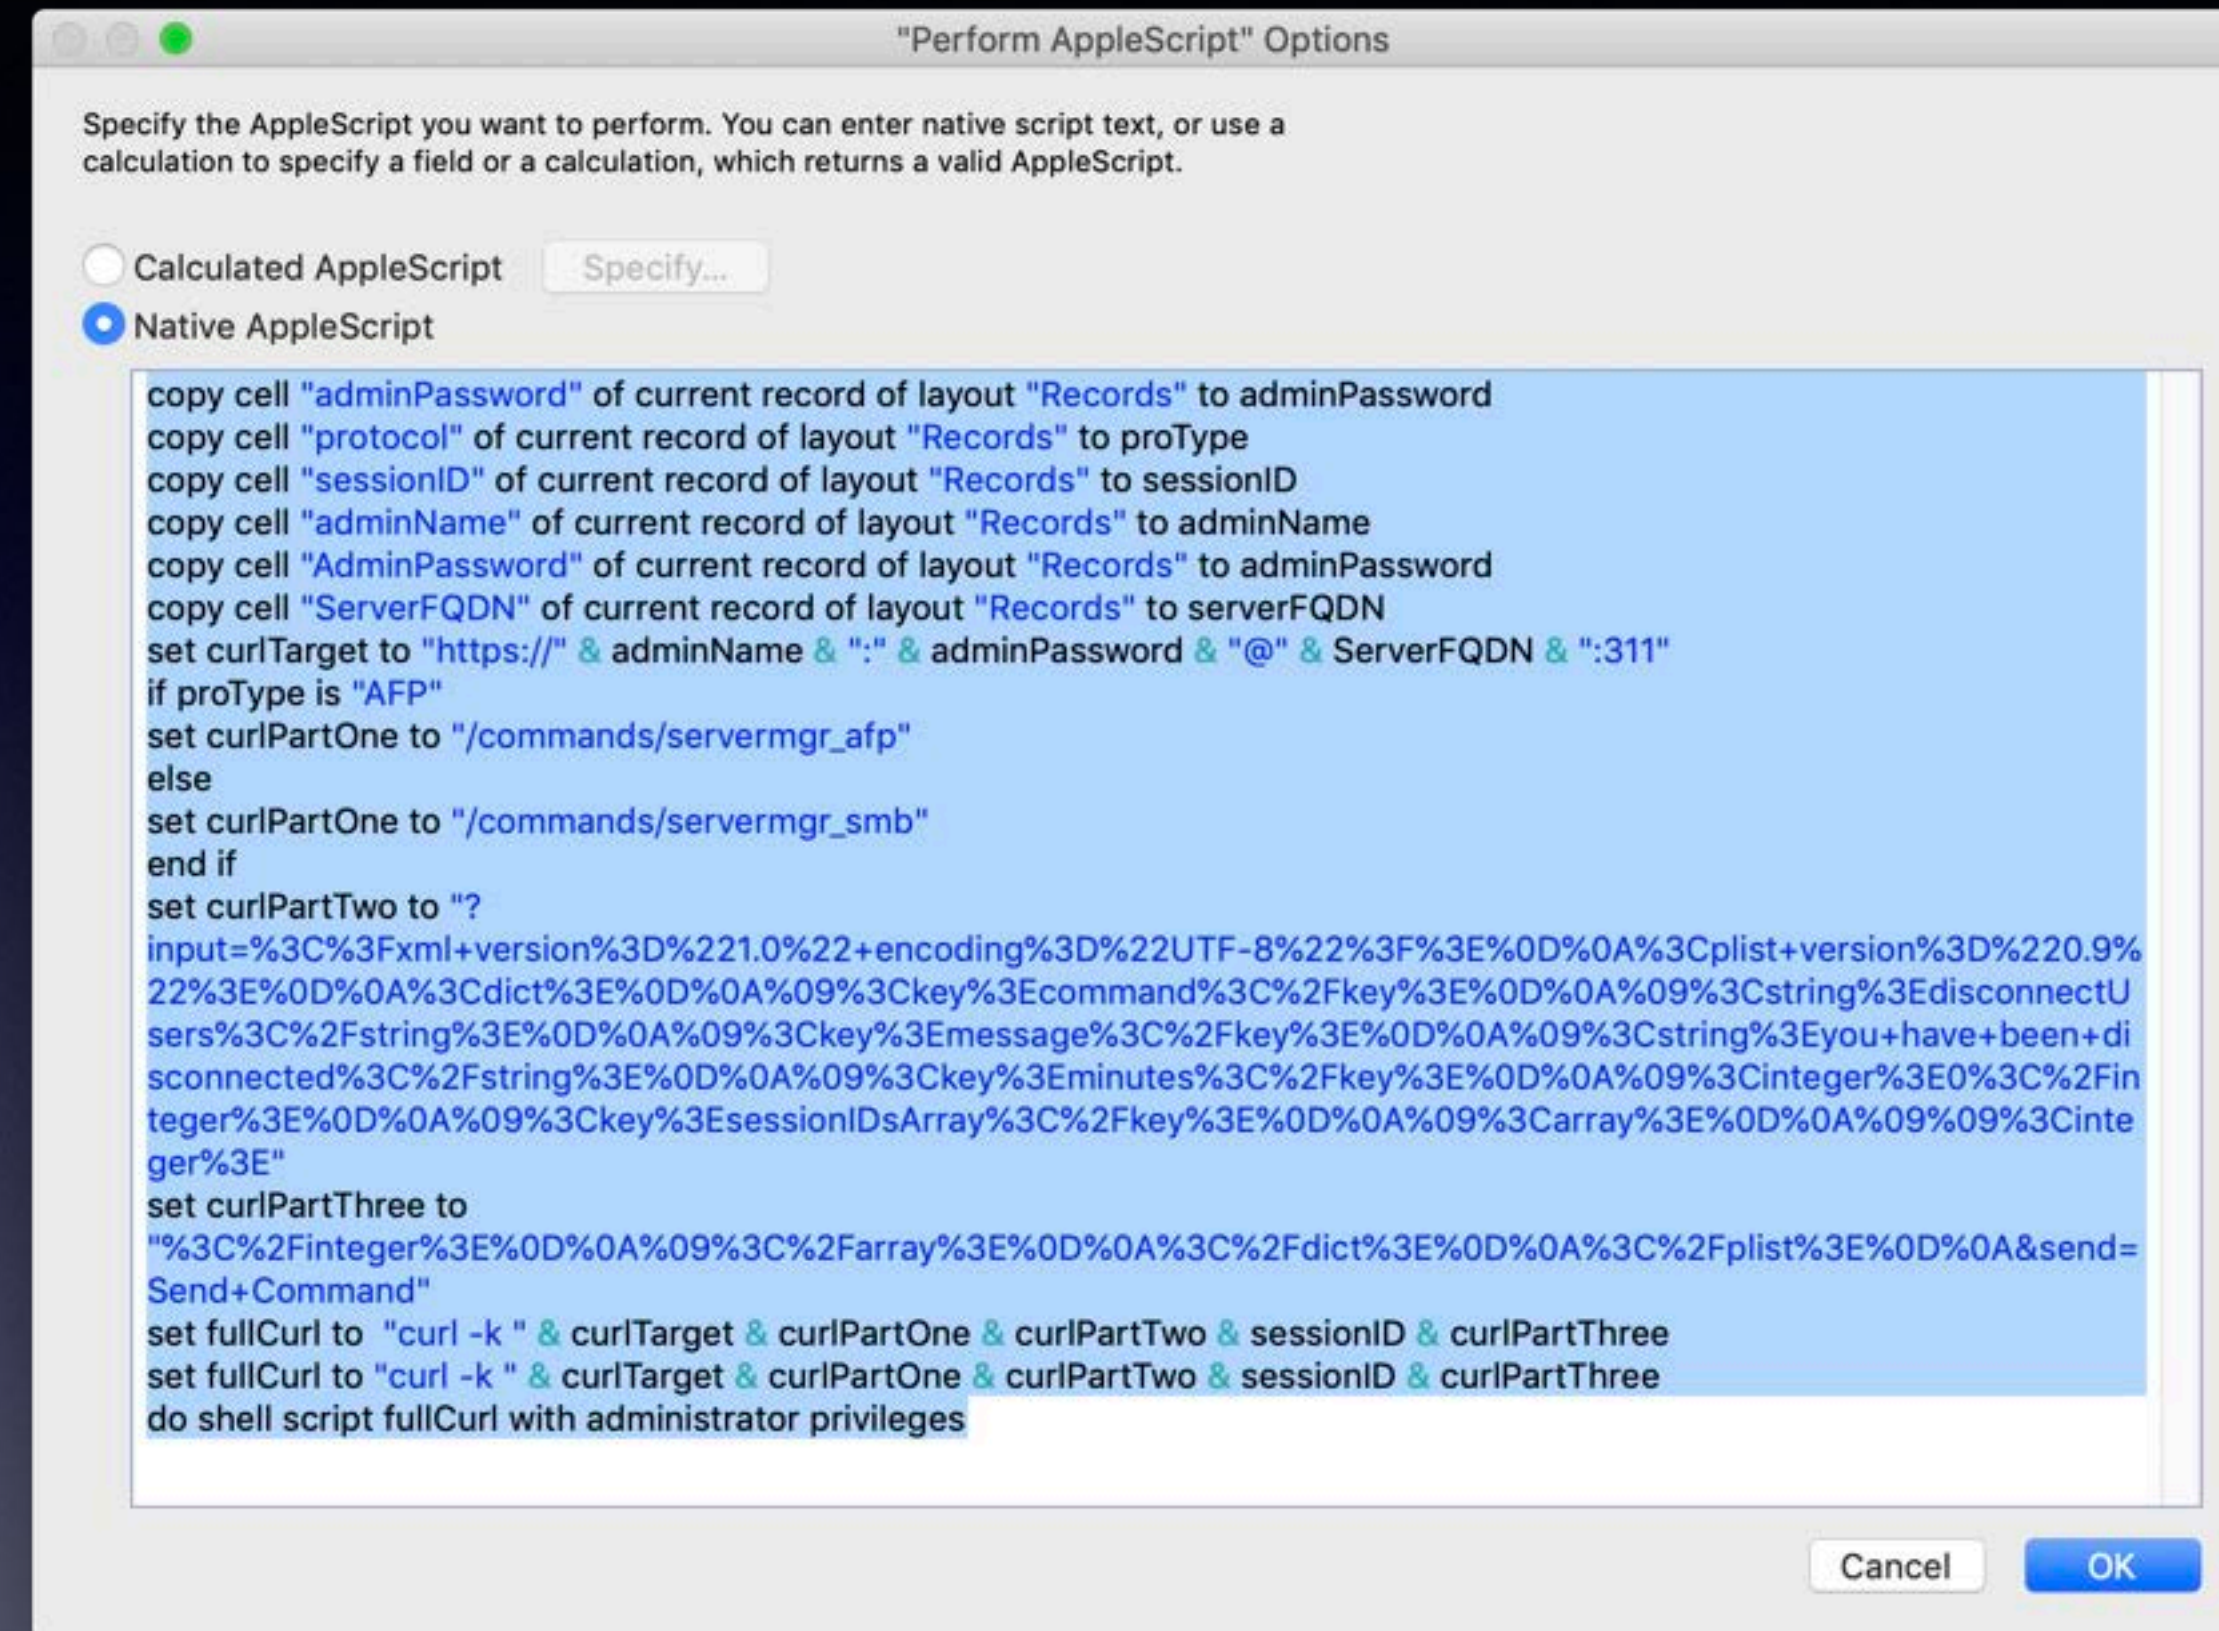 "Perform AppleScript" Options
Specify the AppleScript you want to perform. You can enter native script text, or use a
calculation to specify a field or a calculation, which returns a valid AppleScript.
Calculated AppleScript Specify...
Native AppleScript
copy cell "adminPassword" of current record of layout "Records" to adminPassword
copy cell "protocol" of current record of layout "Records" to proType
copy cell "sessionID" of current record of layout "Records" to sessionID
copy cell "adminName" of current record of layout "Records" to adminName
copy cell "AdminPassword" of current record of layout "Records" to adminPassword
copy cell "ServerFQDN" of current record of layout "Records" to serverFQDN
set curlTarget to "https://" & adminName & ":" & adminPassword & "@" & ServerFQDN & ":311"
if proType is "AFP"
set curlPartOne to "/commands/servermgr_afp"
else
set curlPartOne to "/commands/servermgr_smb"
end if
set curlPartTwo to "?
input=%3C%3Fxml+version%3D%221.0%22+encoding%3D%22UTF-8%22%3F%3E%0D%0A%3Cplist+version%3D%220.9%
22%3E%0D%0A%3Cdict%3E%0D%0A%09%3Ckey%3Ecommand%3C%2Fkey%3E%0D%0A%09%3Cstring%3EdisconnectU
sers%3C%2Fstring%3E%0D%0A%09%3Ckey%3Emessage%3C%2Fkey%3E%0D%0A%09%3Cstring%3Eyou+have+been+di
sconnected%3C%2Fstring%3E%0D%0A%09%3Ckey%3Eminutes%3C%2Fkey%3E%0D%0A%09%3Cinteger%3E0%3C%2Fin
teger%3E%0D%0A%09%3Ckey%3EsessionIDsArray%3C%2Fkey%3E%0D%0A%09%3Carray%3E%0D%0A%09%09%3Cinte
ger%3E"
set curlPartThree to
"%3C%2Finteger%3E%0D%0A%09%3C%2Farray%3E%0D%0A%3C%2Fdict%3E%0D%0A%3C%2Fplist%3E%0D%0A&send=
Send+Command"
set fullCurl to  "curl -k " & curlTarget & curlPartOne & curlPartTwo & sessionID & curlPartThree
set fullCurl to "curl -k " & curlTarget & curlPartOne & curlPartTwo & sessionID & curlPartThree
do shell script fullCurl with administrator privileges
Cancel OK